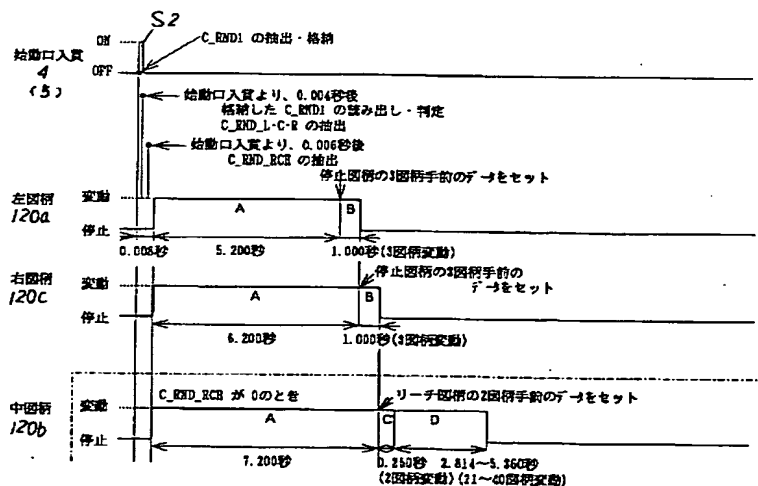 S2
ON
C_RND1 の抽出・格納
始動口入賞
4
(5)
OFF
始動口入賞より、0.004秒後
格納した C_RND1 の読み出し・判定
C_RND_L・C・R の抽出
始動口入賞より、0.006秒後
C_RND_RCH の抽出
停止図柄の3図柄手前のデータをセット
左図柄
120a
変動
A
B
停止
0.008秒
5.200秒
1.000秒(3図柄変動)
停止図柄の3図柄手前の
データをセット
右図柄
120c
変動
A
B
停止
6.200秒
1.000秒(3図柄変動)
C_RND_RCH が 0のとき
リーチ図柄の2図柄手前のデータをセット
中図柄
120b
変動
A
C
D
停止
7.200秒
0.250秒
2.814～5.360秒
(2図柄変動)
(21～40図柄変動)